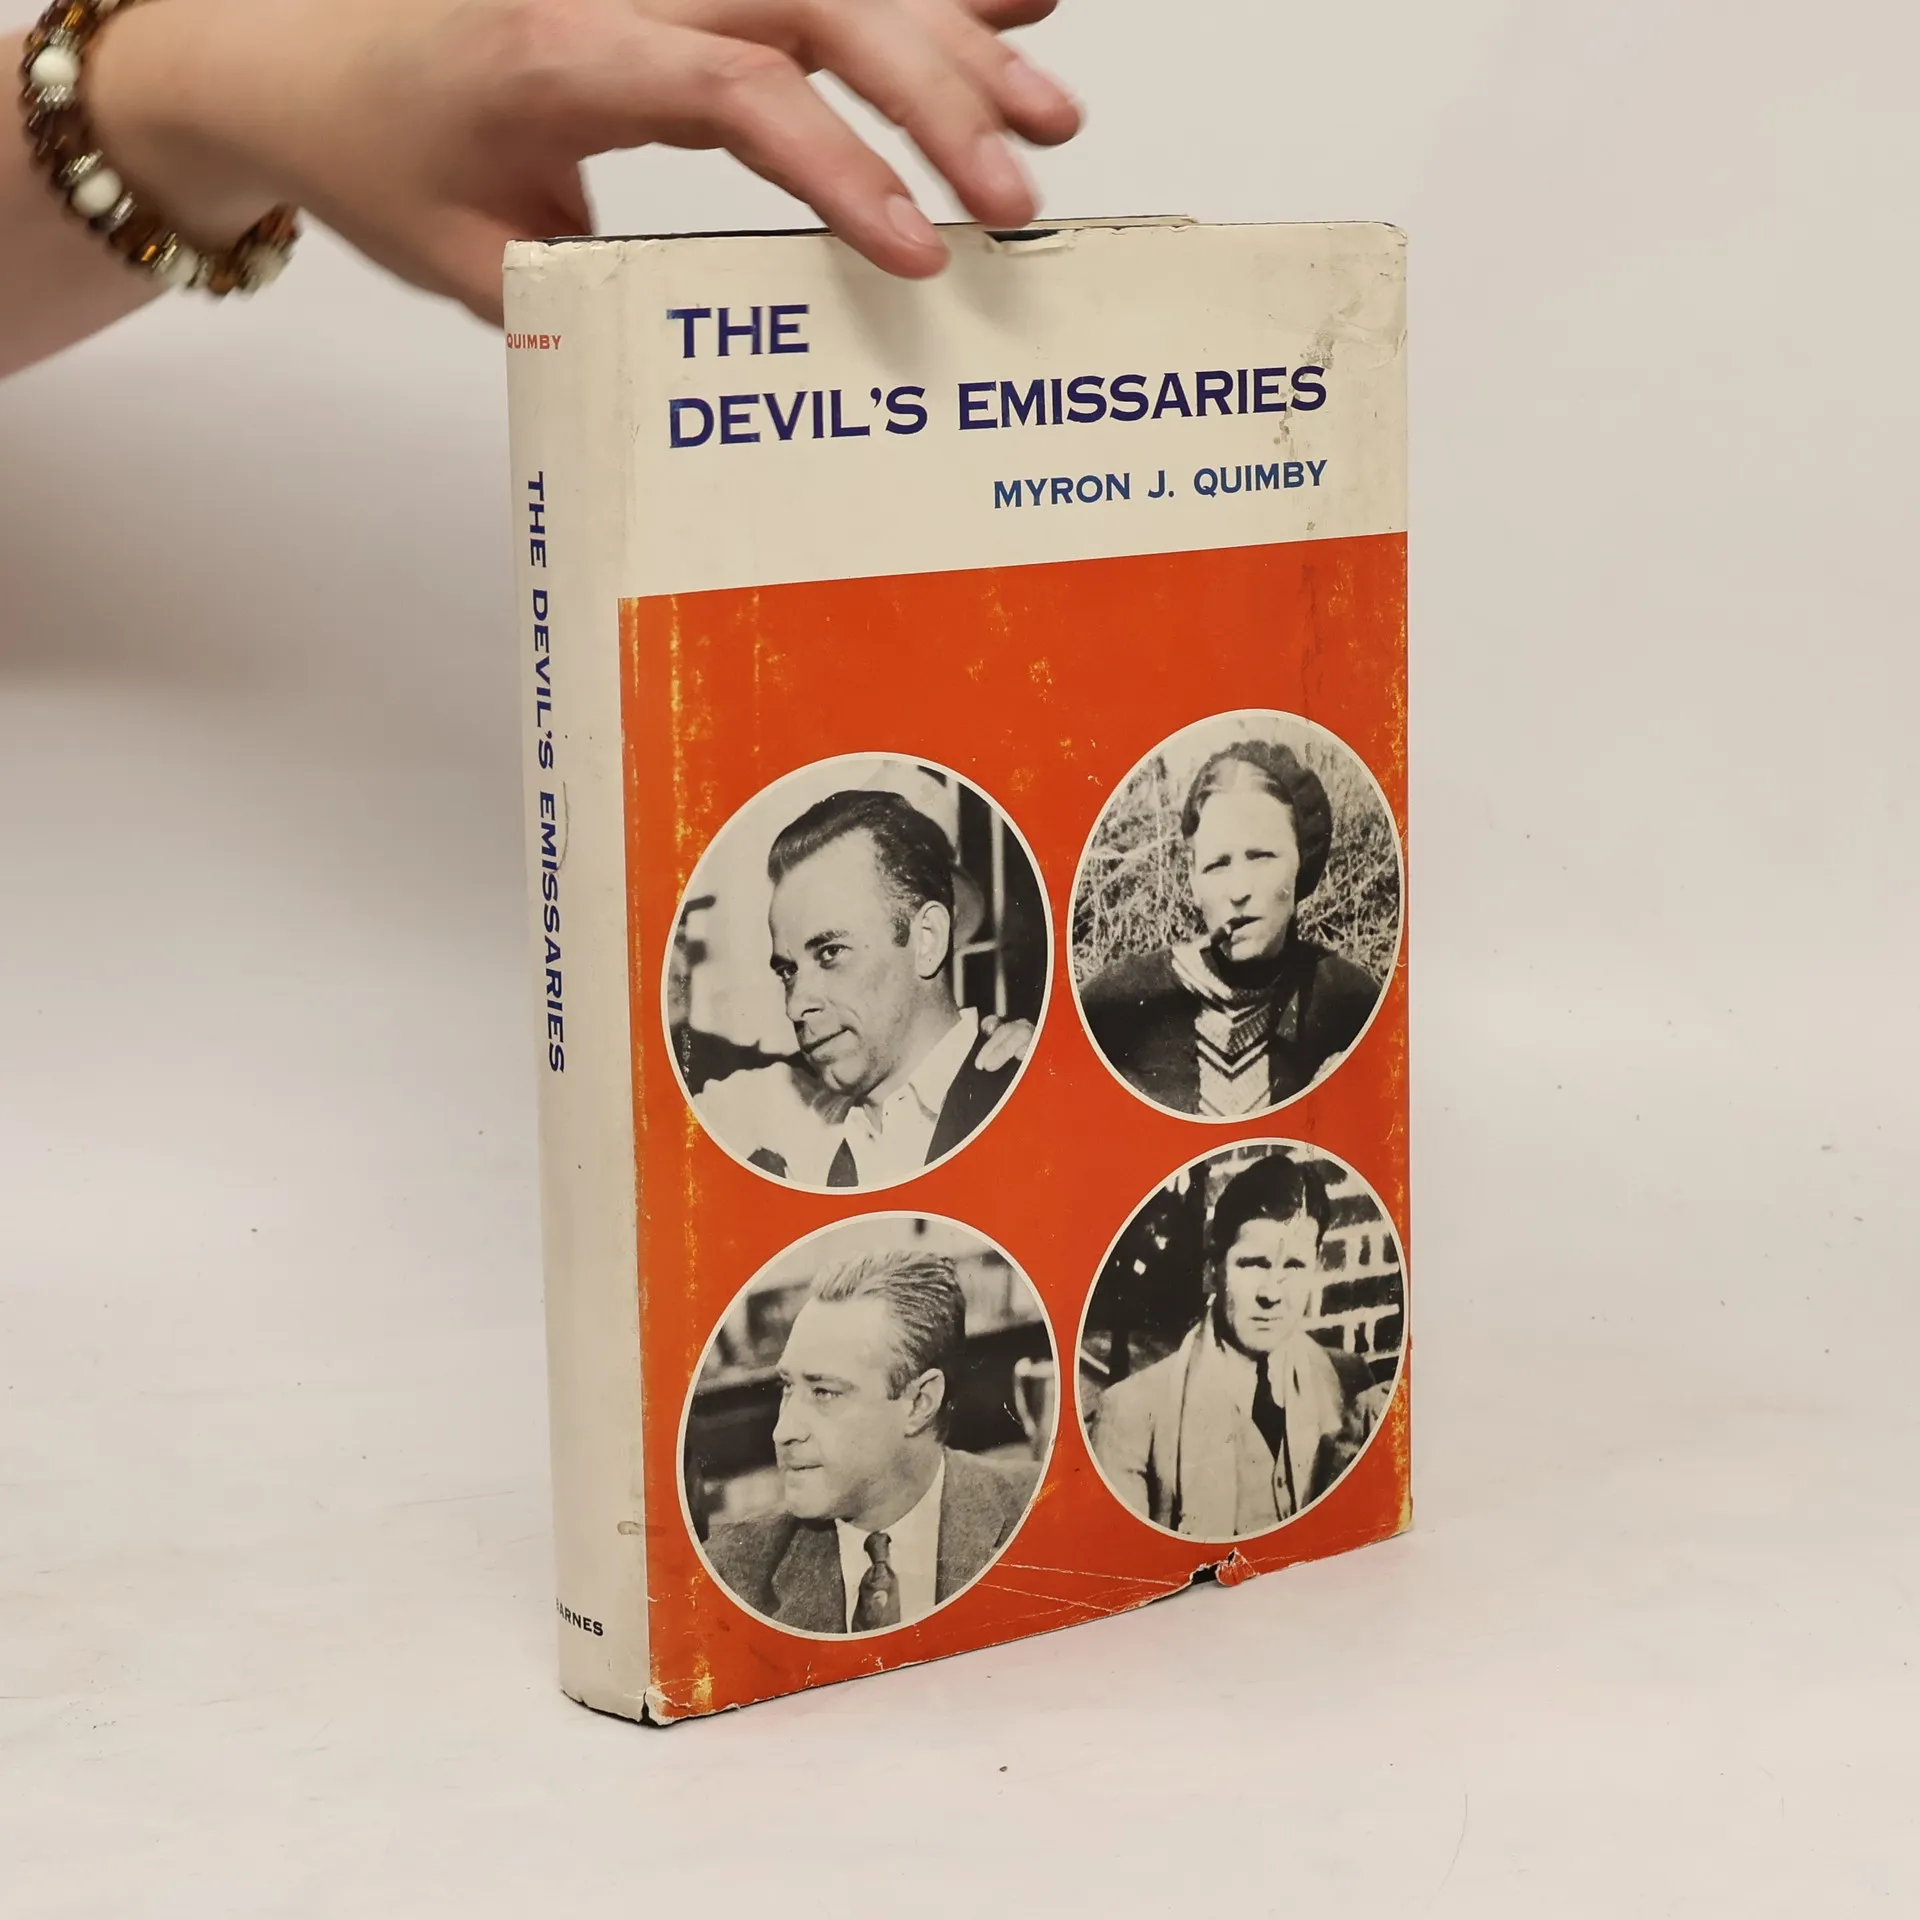 QUIMBY
THE DEVIL'S EMISSARIES
BARNES
THE
DEVIL'S EMISSARIES
MYRON J. QUIMBY